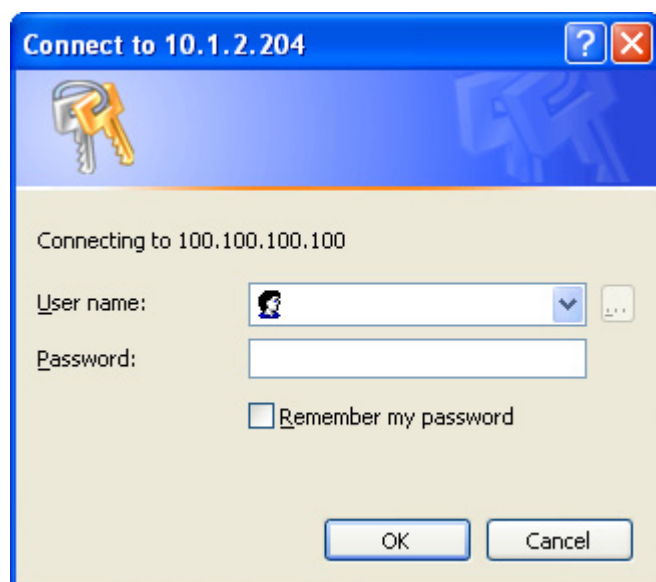 Connect to 10.1.2.204
Connecting to 100.100.100.100
User name:
...
Password:
Remember my password
OK Cancel